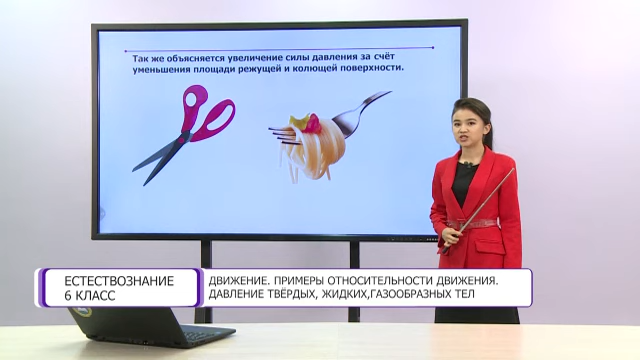 Так же объясняется увеличение силы давления за счёт
уменьшения площади режущей и колющей поверхности.
ЕСТЕСТВОЗНАНИЕ
6 КЛАСС
ДВИЖЕНИЕ. ПРИМЕРЫ ОТНОСИТЕЛЬНОСТИ ДВИЖЕНИЯ.
ДАВЛЕНИЕ ТВЁРДЫХ, ЖИДКИХ,ГАЗООБРАЗНЫХ ТЕЛ